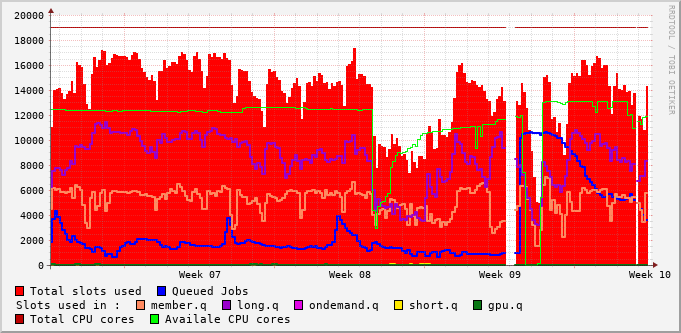 20000
18000
16000
14000
12000
10000
8000
6000
4000
2000
0
Week 07 Week 08 Week 09 Week 10
RRDTOOL / TOBI OETIKER
Total slots used Queued Jobs
Slots used in : member.q long.q ondemand.q short.q gpu.q
Total CPU cores Availale CPU cores